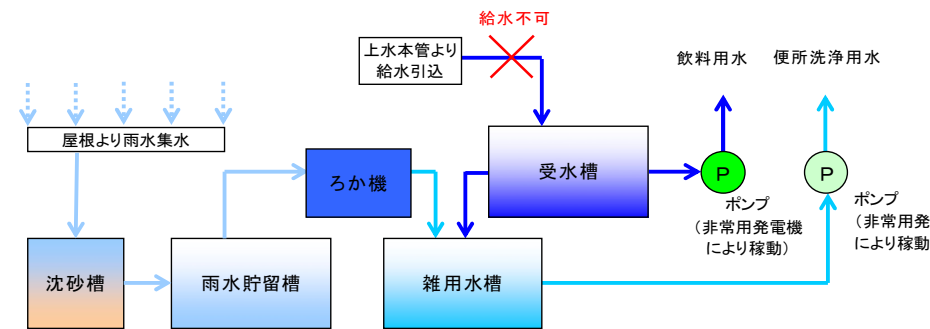 給水不可
上水本管より
給水引込
飲料用水
便所洗浄用水
屋根より雨水集水
ろか機
受水槽
P
P
ポンプ
（非常用発電機
により稼動）
ポンプ
（非常用発
により稼動
沈砂槽
雨水貯留槽
雑用水槽